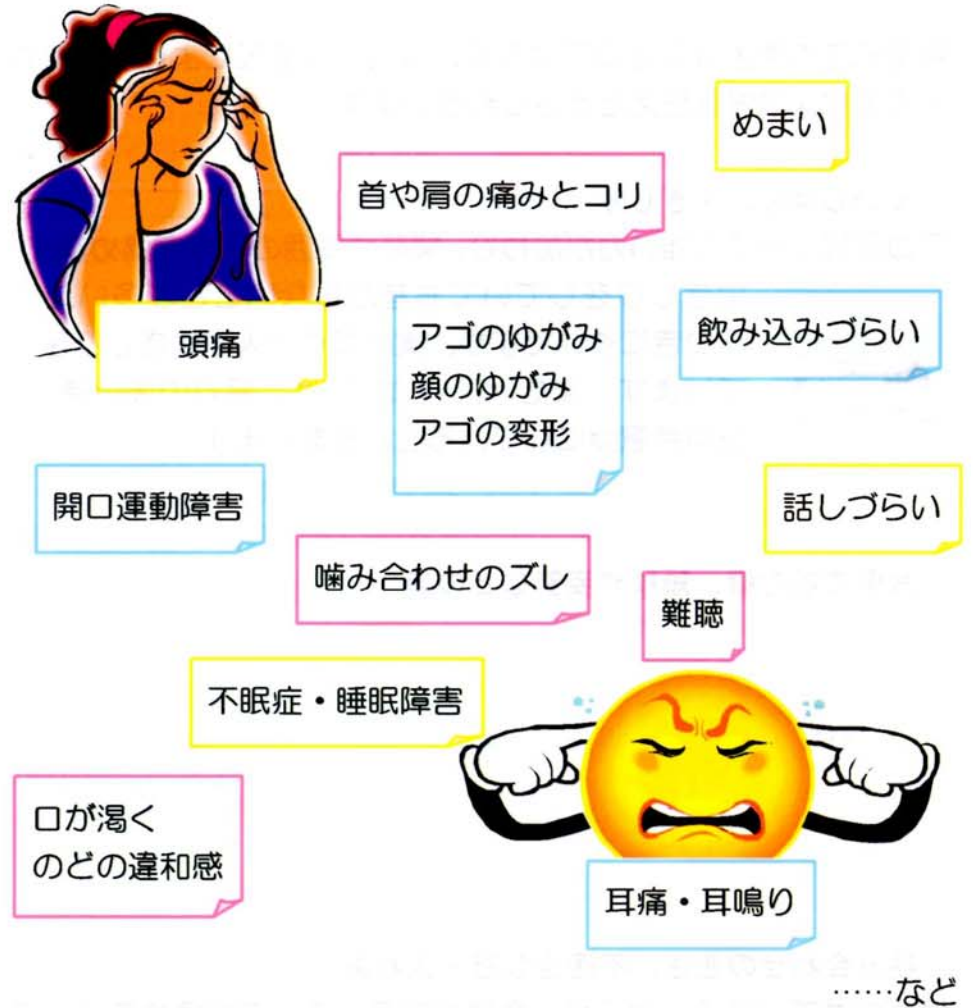 めまい
首や肩の痛みとコリ
頭痛
アゴのゆがみ
顔のゆがみ
アゴの変形
飲み込みづらい
開口運動障害
話しづらい
噛み合わせのズレ
難聴
不眠症・睡眠障害
口が渇く
のどの違和感
耳痛・耳鳴り
……など